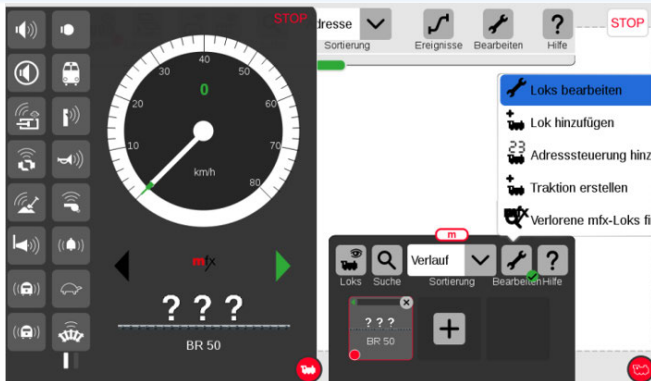 STOP
dresse
Sortierung
Ereignisse
Bearbeiten
Hilfe
STOP
10
20
30
40
50
60
70
80
0
km/h
mfx
? ? ?
BR 50
Loks bearbeiten
Lok hinzufügen
23
Adresssteuerung hinz
Traktion erstellen
Verlorene mfx-Loks fi
m
Verlauf
Loks
Suche
Sortierung
Bearbeiten
Hilfe
? ? ?
BR 50